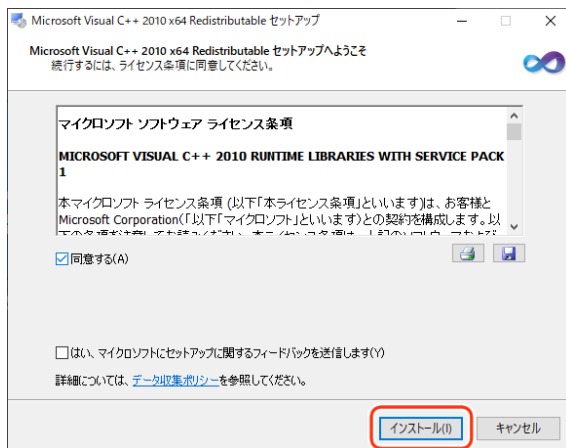 Microsoft Visual C++ 2010 x64 Redistributable セットアップ
Microsoft Visual C++ 2010 x64 Redistributable セットアップへようこそ
続行するには、ライセンス条項に同意してください。
マイクロソフト ソフトウェア ライセンス条項
MICROSOFT VISUAL C++ 2010 RUNTIME LIBRARIES WITH SERVICE PACK
1
本マイクロソフト ライセンス条項 (以下「本ライセンス条項」といいます)は、お客様と
Microsoft Corporation(「以下「マイクロソフト」といいます)との契約を構成します。以
同意する(A)
はい、マイクロソフトにセットアップに関するフィードバックを送信します(Y)
詳細については、データ収集ポリシーを参照してください。
インストール(I)
キャンセル